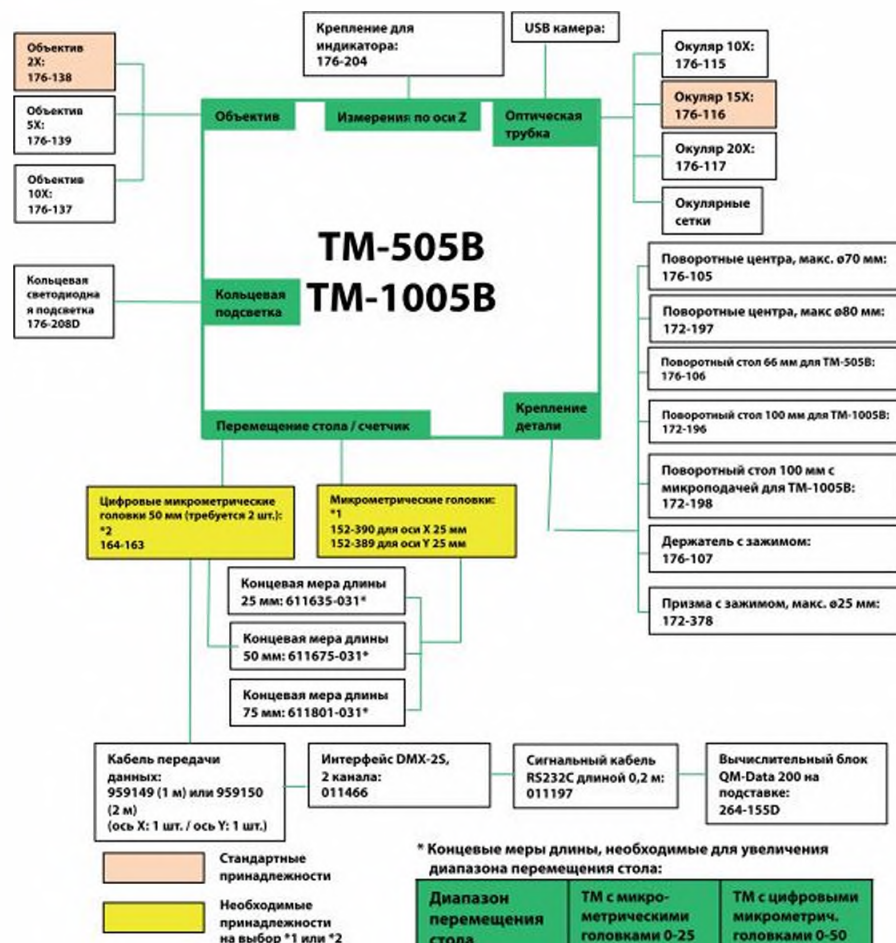 Объектив
2X:
176-138
Объектив
5X:
176-139
Объектив
10X:
176-137
Кольцевая
светодиодна
я подсветка
176-208D
Крепление для
индикатора:
176-204
USB камера:
Окуляр 10X:
176-115
Окуляр 15X:
176-116
Окуляр 20X:
176-117
Окулярные
сетки
Объектив
Измерения по оси Z
Оптическая
трубка
TM-505B
TM-1005B
Кольцевая
подсветка
Перемещение стола / счетчик
Крепление
детали
Поворотные центра, макс. ø70 мм:
176-105
Поворотные центра, макс ø80 мм:
172-197
Поворотный стол 66 мм для TM-505B:
176-106
Поворотный стол 100 мм для TM-1005B:
172-196
Поворотный стол 100 мм с
микроподачей для TM-1005B:
172-198
Держатель с зажимом:
176-107
Призма с зажимом, макс. ø25 мм:
172-378
Цифровые микрометрические
головки 50 мм (требуется 2 шт.):
*2
164-163
Микрометрические головки:
*1
152-390 для оси X 25 мм
152-389 для оси Y 25 мм
Концевая мера длины
25 мм: 611635-031*
Концевая мера длины
50 мм: 611675-031*
Концевая мера длины
75 мм: 611801-031*
Кабель передачи
данных:
959149 (1 м) или 959150
(2 м)
(ось X: 1 шт. / ось Y: 1 шт.)
Интерфейс DMX-2S,
2 канала:
011466
Сигнальный кабель
RS232C длиной 0,2 м:
011197
Вычислительный блок
QM-Data 200 на
подставке:
264-155D
Стандартные
принадлежности
Необходимые
принадлежности
на выбор *1 или *2
* Концевые меры длины, необходимые для увеличения
диапазона перемещения стола:
Диапазон
перемещения
стола
ТМ с микро-
метрическими
головками 0-25
ТМ с цифровыми
микрометрич.
головками 0-50